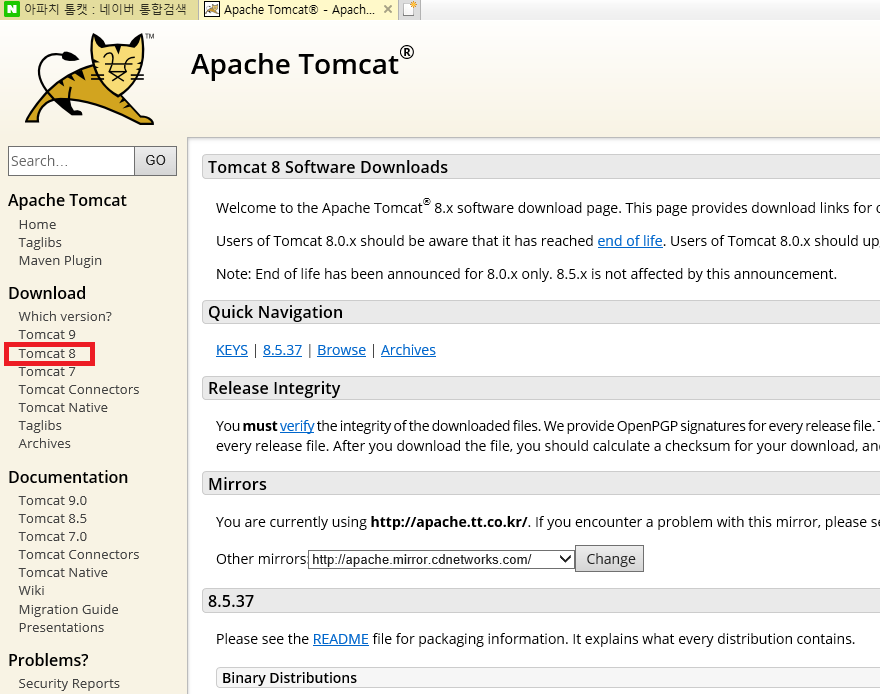 아파치 톰캣 : 네이버 통합검색
Apache Tomcat® - Apach...
TM
Apache Tomcat®
Search...
GO
Apache Tomcat
Home
Taglibs
Maven Plugin
Download
Which version?
Tomcat 9
Tomcat 8
Tomcat 7
Tomcat Connectors
Tomcat Native
Taglibs
Archives
Documentation
Tomcat 9.0
Tomcat 8.5
Tomcat 7.0
Tomcat Connectors
Tomcat Native
Wiki
Migration Guide
Presentations
Problems?
Security Reports
Tomcat 8 Software Downloads
Welcome to the Apache Tomcat® 8.x software download page. This page provides download links for
Users of Tomcat 8.0.x should be aware that it has reached end of life. Users of Tomcat 8.0.x should
Note: End of life has been announced for 8.0.x only. 8.5.x is not affected by this announcement.
Quick Navigation
KEYS | 8.5.37 | Browse | Archives
Release Integrity
You must verify the integrity of the downloaded files. We provide OpenPGP signatures for every release file.
every release file. After you download the file, you should calculate a checksum for your download,
Mirrors
You are currently using http://apache.tt.co.kr/. If you encounter a problem with this mirror, please
Other mirrors: http://apache.mirror.cdnetworks.com/ Change
8.5.37
Please see the README file for packaging information. It explains what every distribution contains.
Binary Distributions